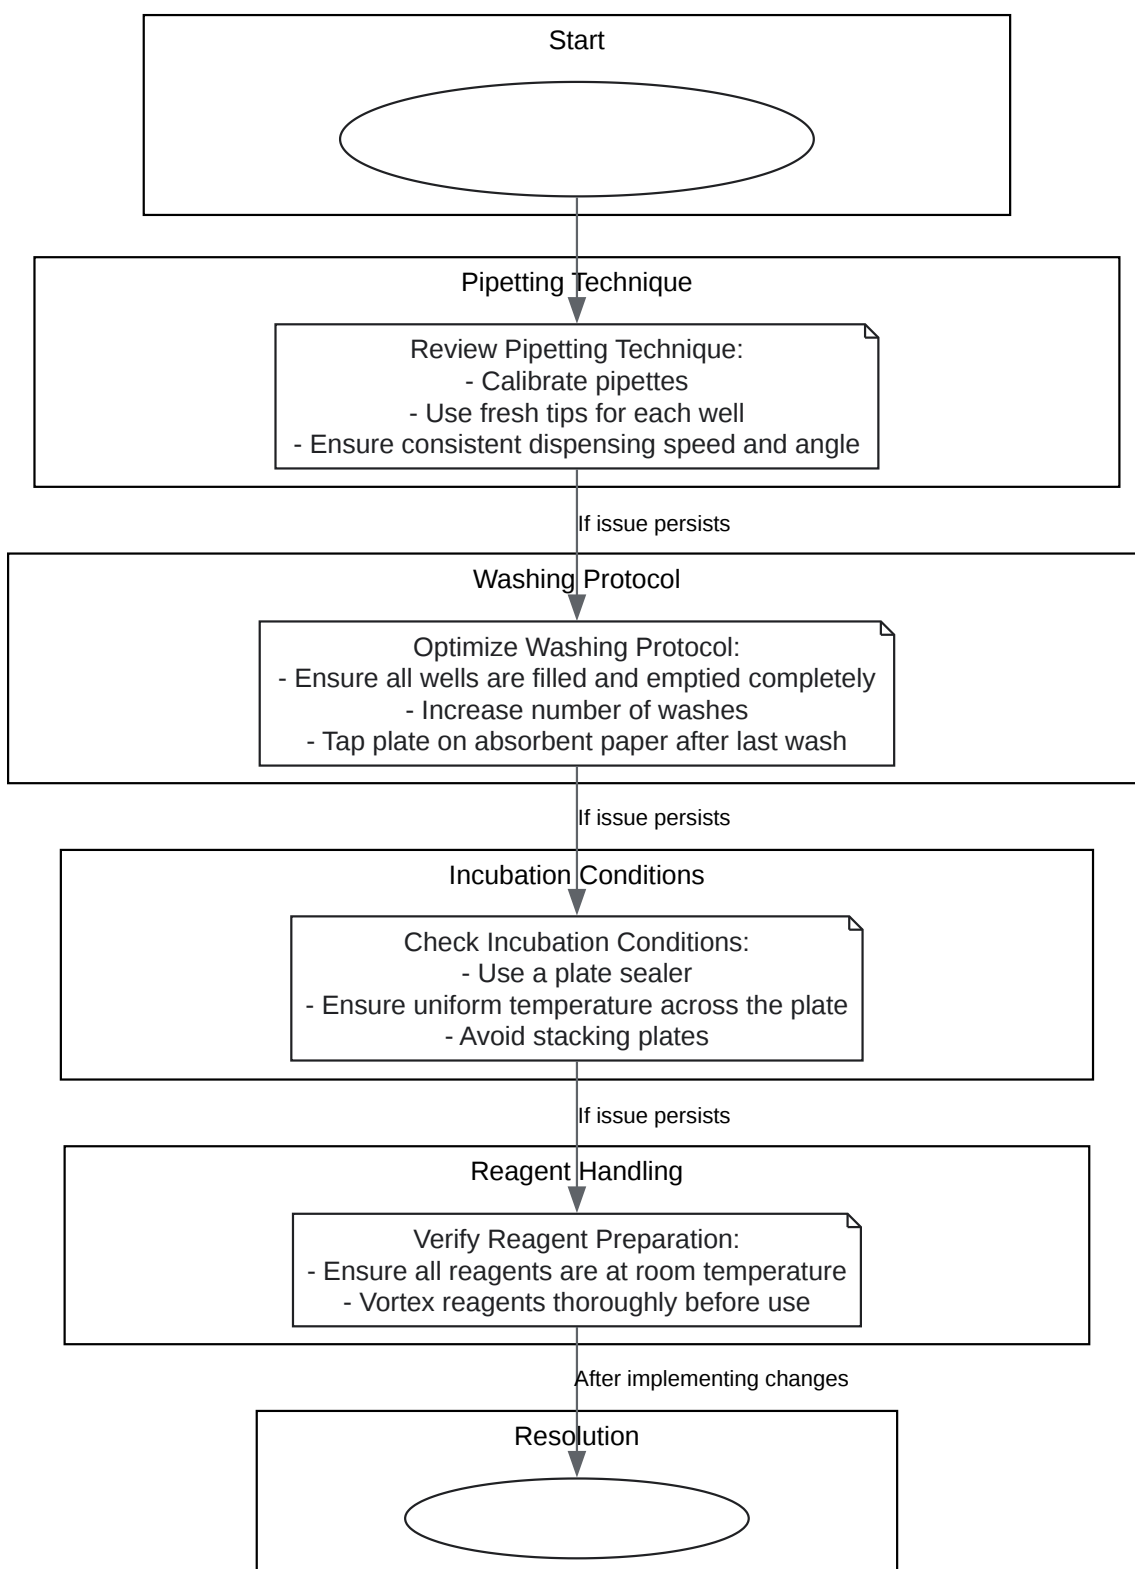 Start
Pipetting Technique
Review Pipetting Technique:
- Calibrate pipettes
- Use fresh tips for each well
- Ensure consistent dispensing speed and angle
If issue persists
Washing Protocol
Optimize Washing Protocol:
- Ensure all wells are filled and emptied completely
- Increase number of washes
- Tap plate on absorbent paper after last wash
If issue persists
Incubation Conditions
Check Incubation Conditions:
- Use a plate sealer
- Ensure uniform temperature across the plate
- Avoid stacking plates
If issue persists
Reagent Handling
Verify Reagent Preparation:
- Ensure all reagents are at room temperature
- Vortex reagents thoroughly before use
After implementing changes
Resolution